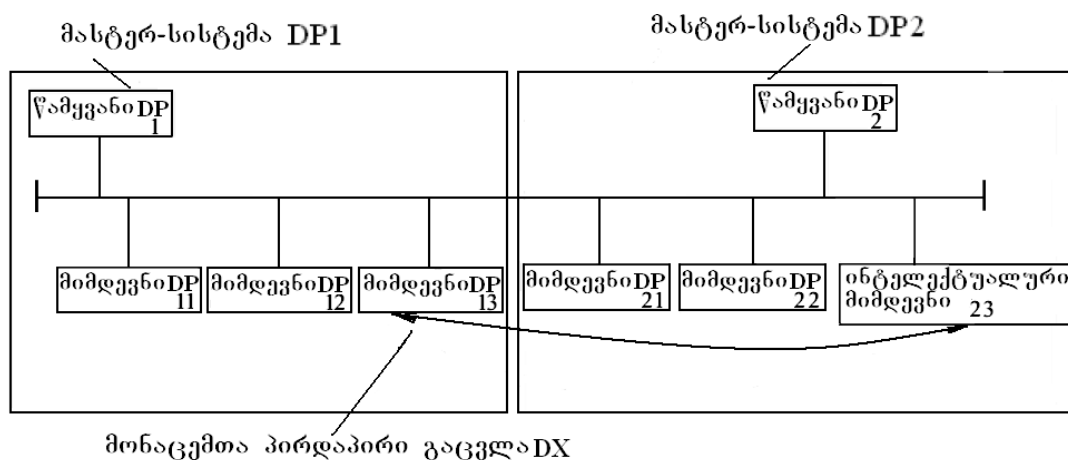 მასტერ-სისტემა DP1
მასტერ-სისტემა DP2
წამყვანი DP
1
წამყვანი DP
2
მიმდევნი DP
11
მიმდევნი DP
12
მიმდევნი DP
13
მიმდევნი DP
21
მიმდევნი DP
22
ინტელექტუალური
მიმდევნი 23
მონაცემთა პირდაპირი გაცვლა DX